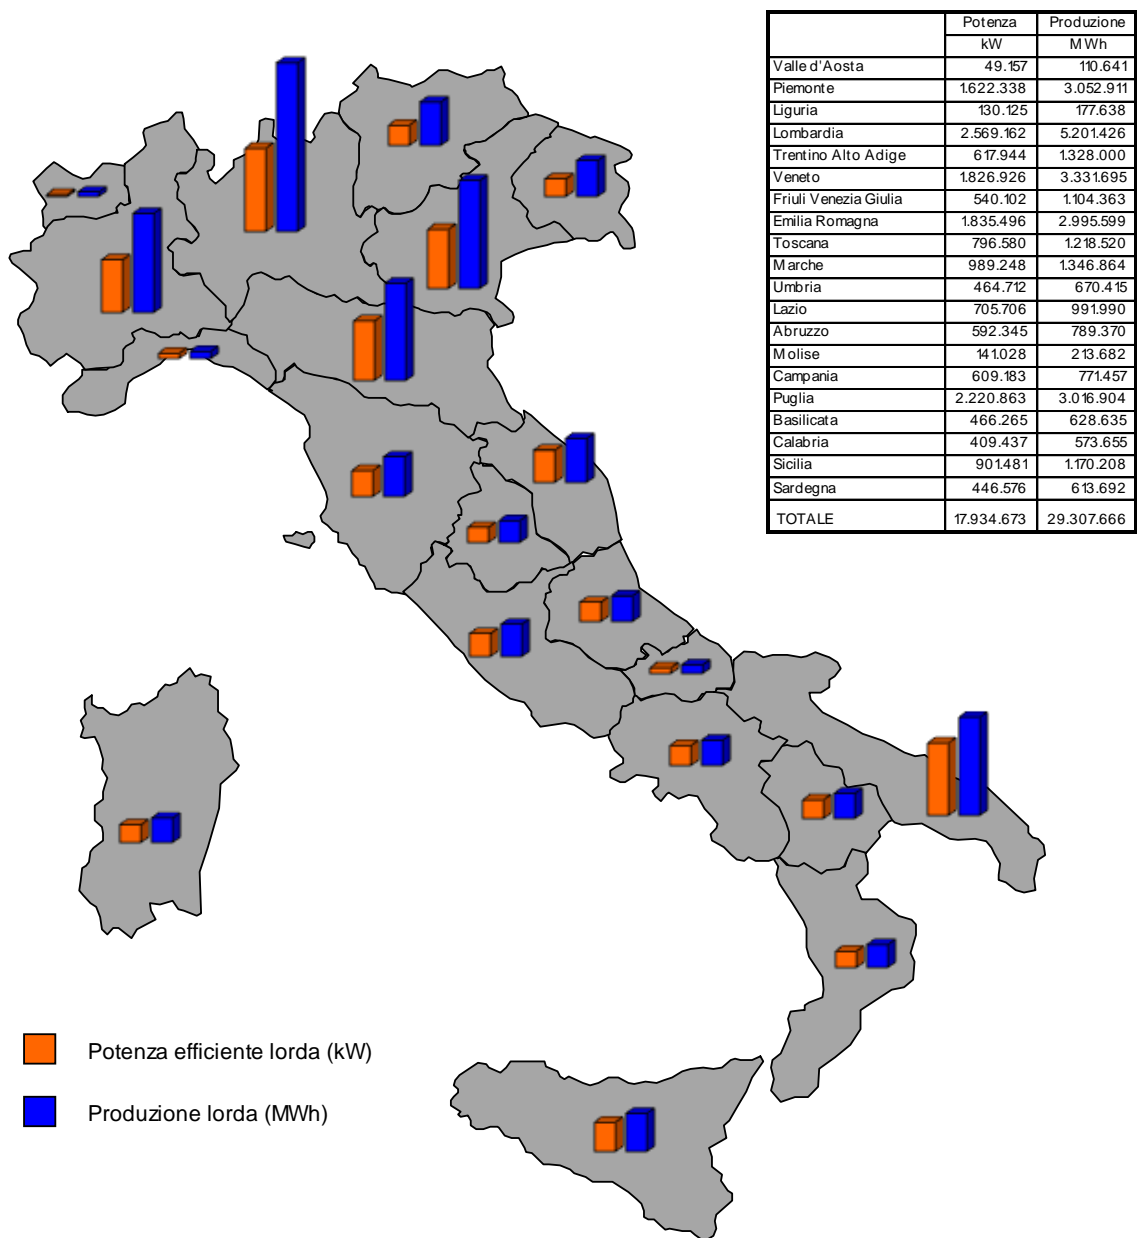 Potenza Produzione
kW MWh
Valle d'Aosta 49.157 110.641
Piemonte 1.622.338 3.052.911
Liguria 130.125 177.638
Lombardia 2.569.162 5.201.426
Trentino Alto Adige 617.944 1.328.000
Veneto 1.826.926 3.331.695
Friuli Venezia Giulia 540.102 1.104.363
Emilia Romagna 1.835.496 2.995.599
Toscana 796.580 1.218.520
Marche 989.248 1.346.864
Umbria 464.712 670.415
Lazio 705.706 991.990
Abruzzo 592.345 789.370
Molise 141.028 213.682
Campania 609.183 771.457
Puglia 2.220.863 3.016.904
Basilicata 466.265 628.635
Calabria 409.437 573.655
Sicilia 901.481 1.170.208
Sardegna 446.576 613.692
TOTALE 17.934.673 29.307.666
Potenza efficiente lorda (kW)
Produzione lorda (MWh)